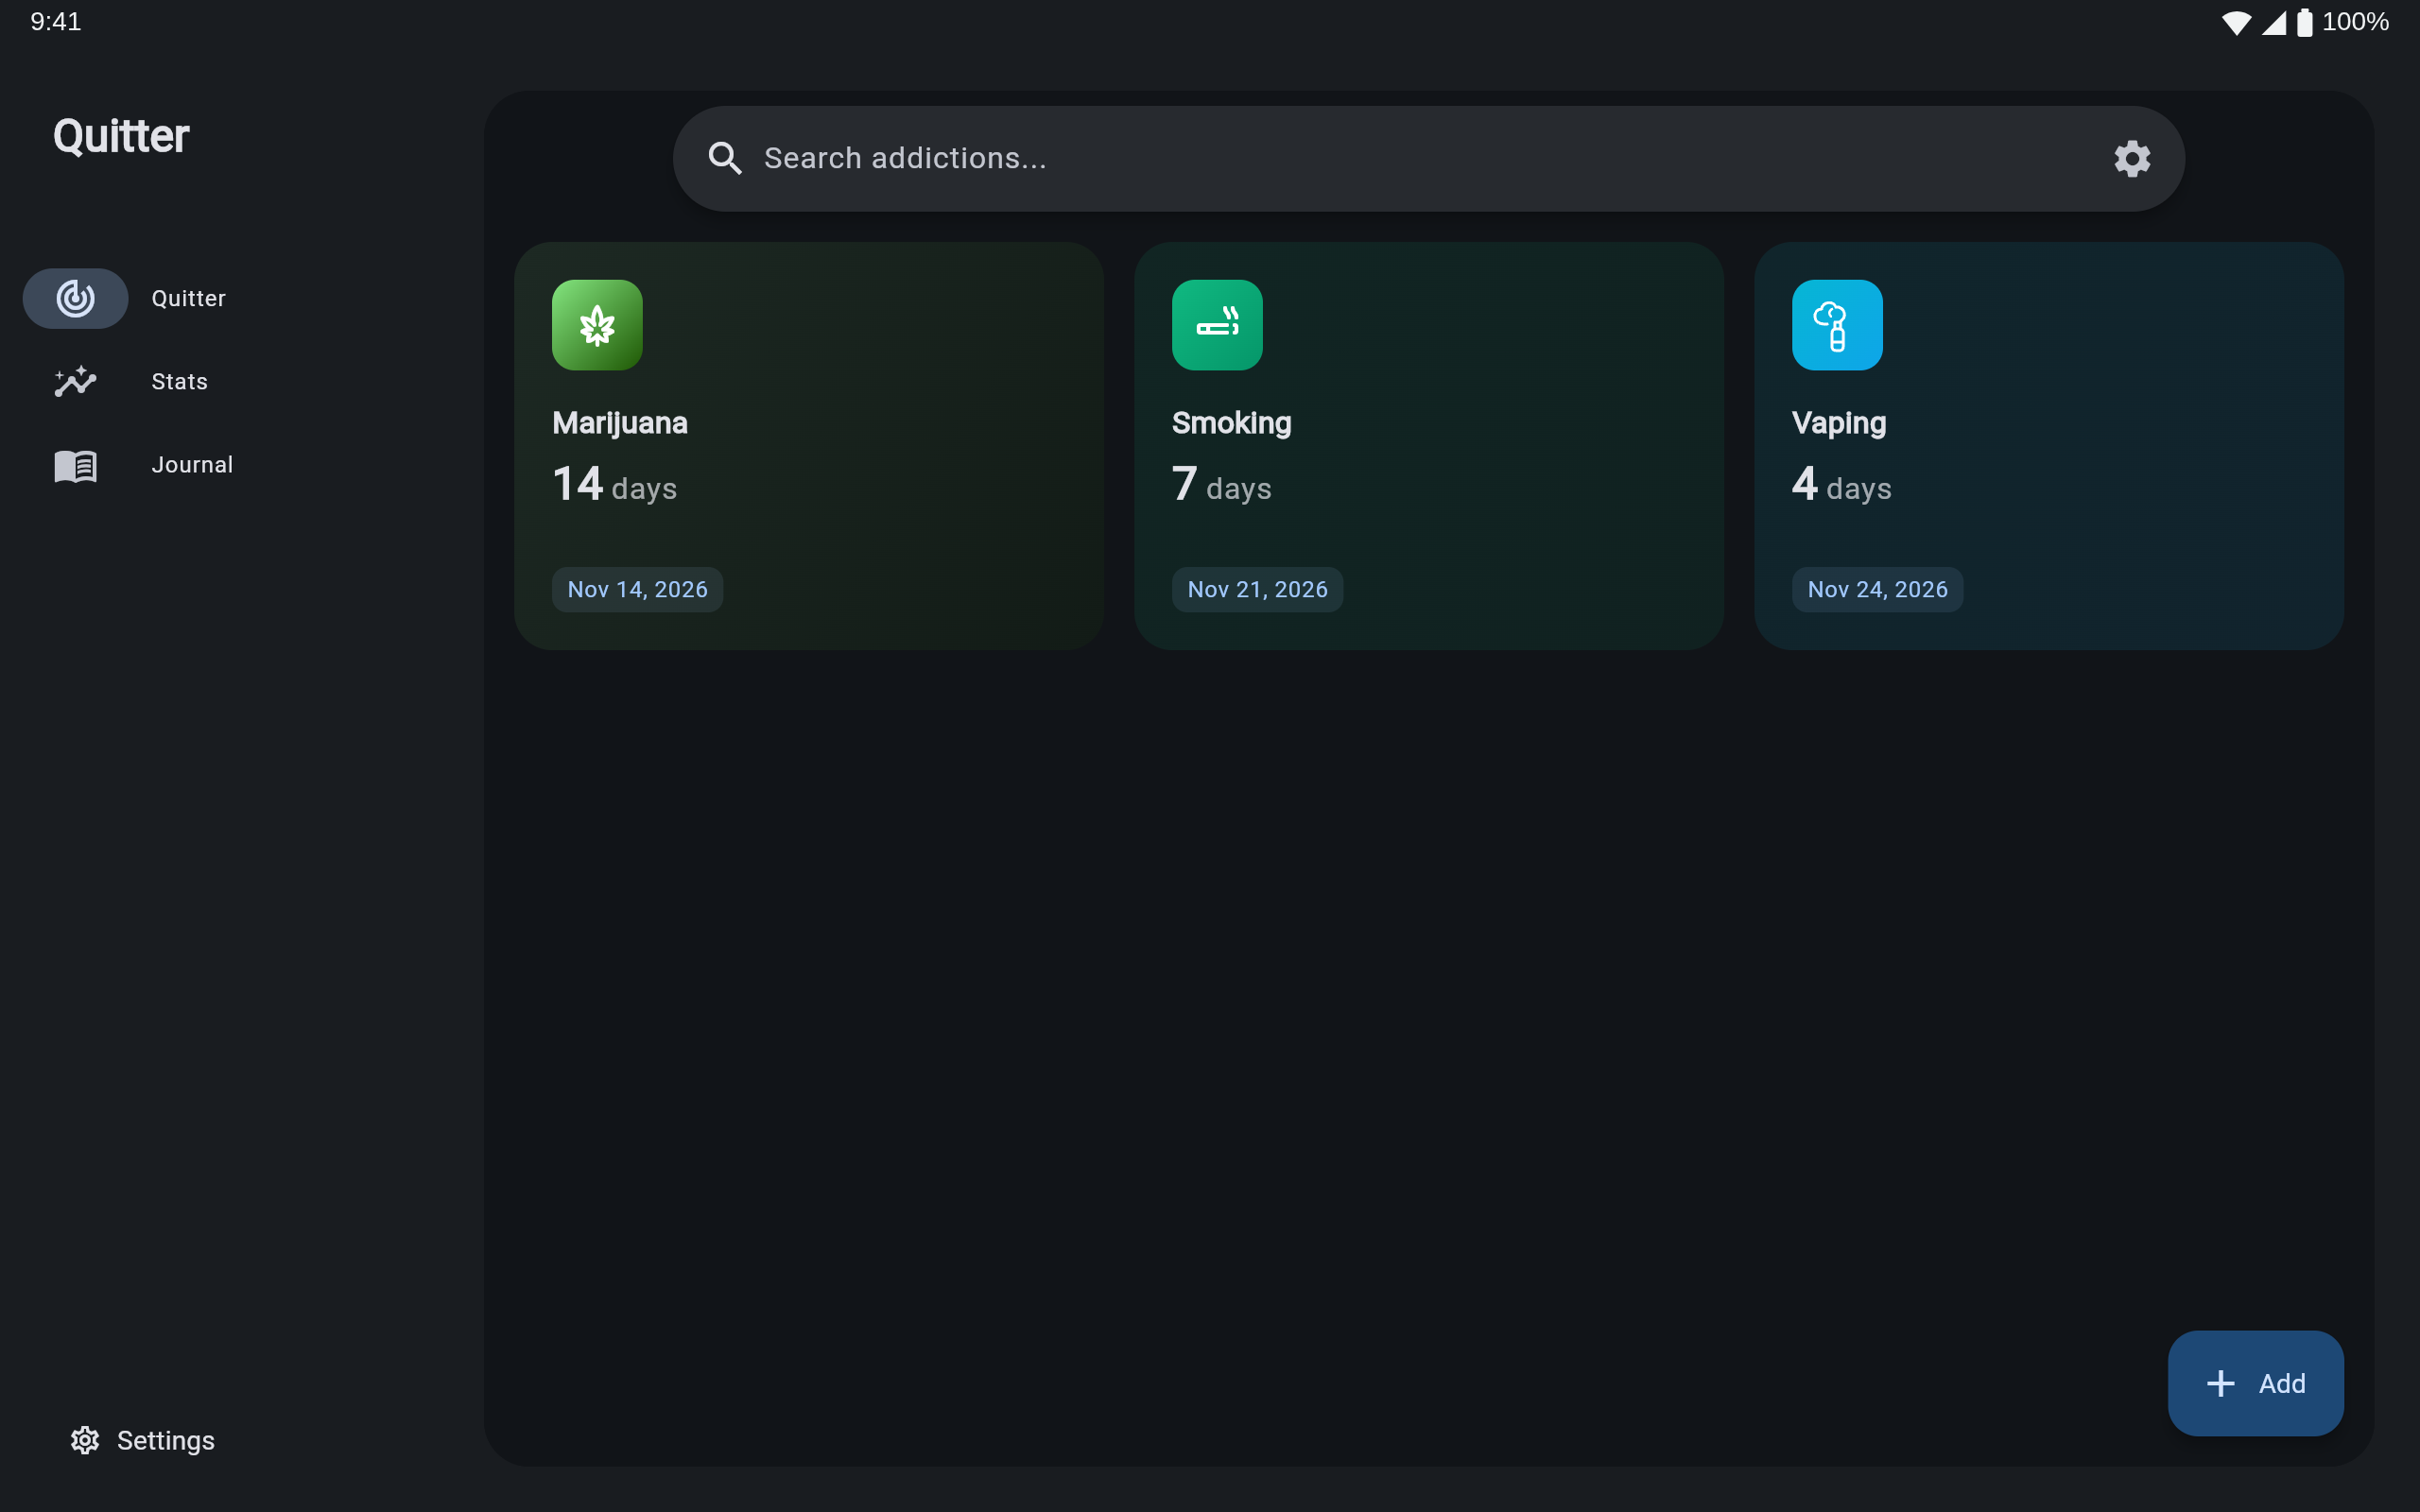 9:41
100%
Quitter
Search addictions...
Quitter
Stats
Journal
Marijuana
14 days
Nov 14, 2026
Smoking
7 days
Nov 21, 2026
Vaping
4 days
Nov 24, 2026
Add
Settings